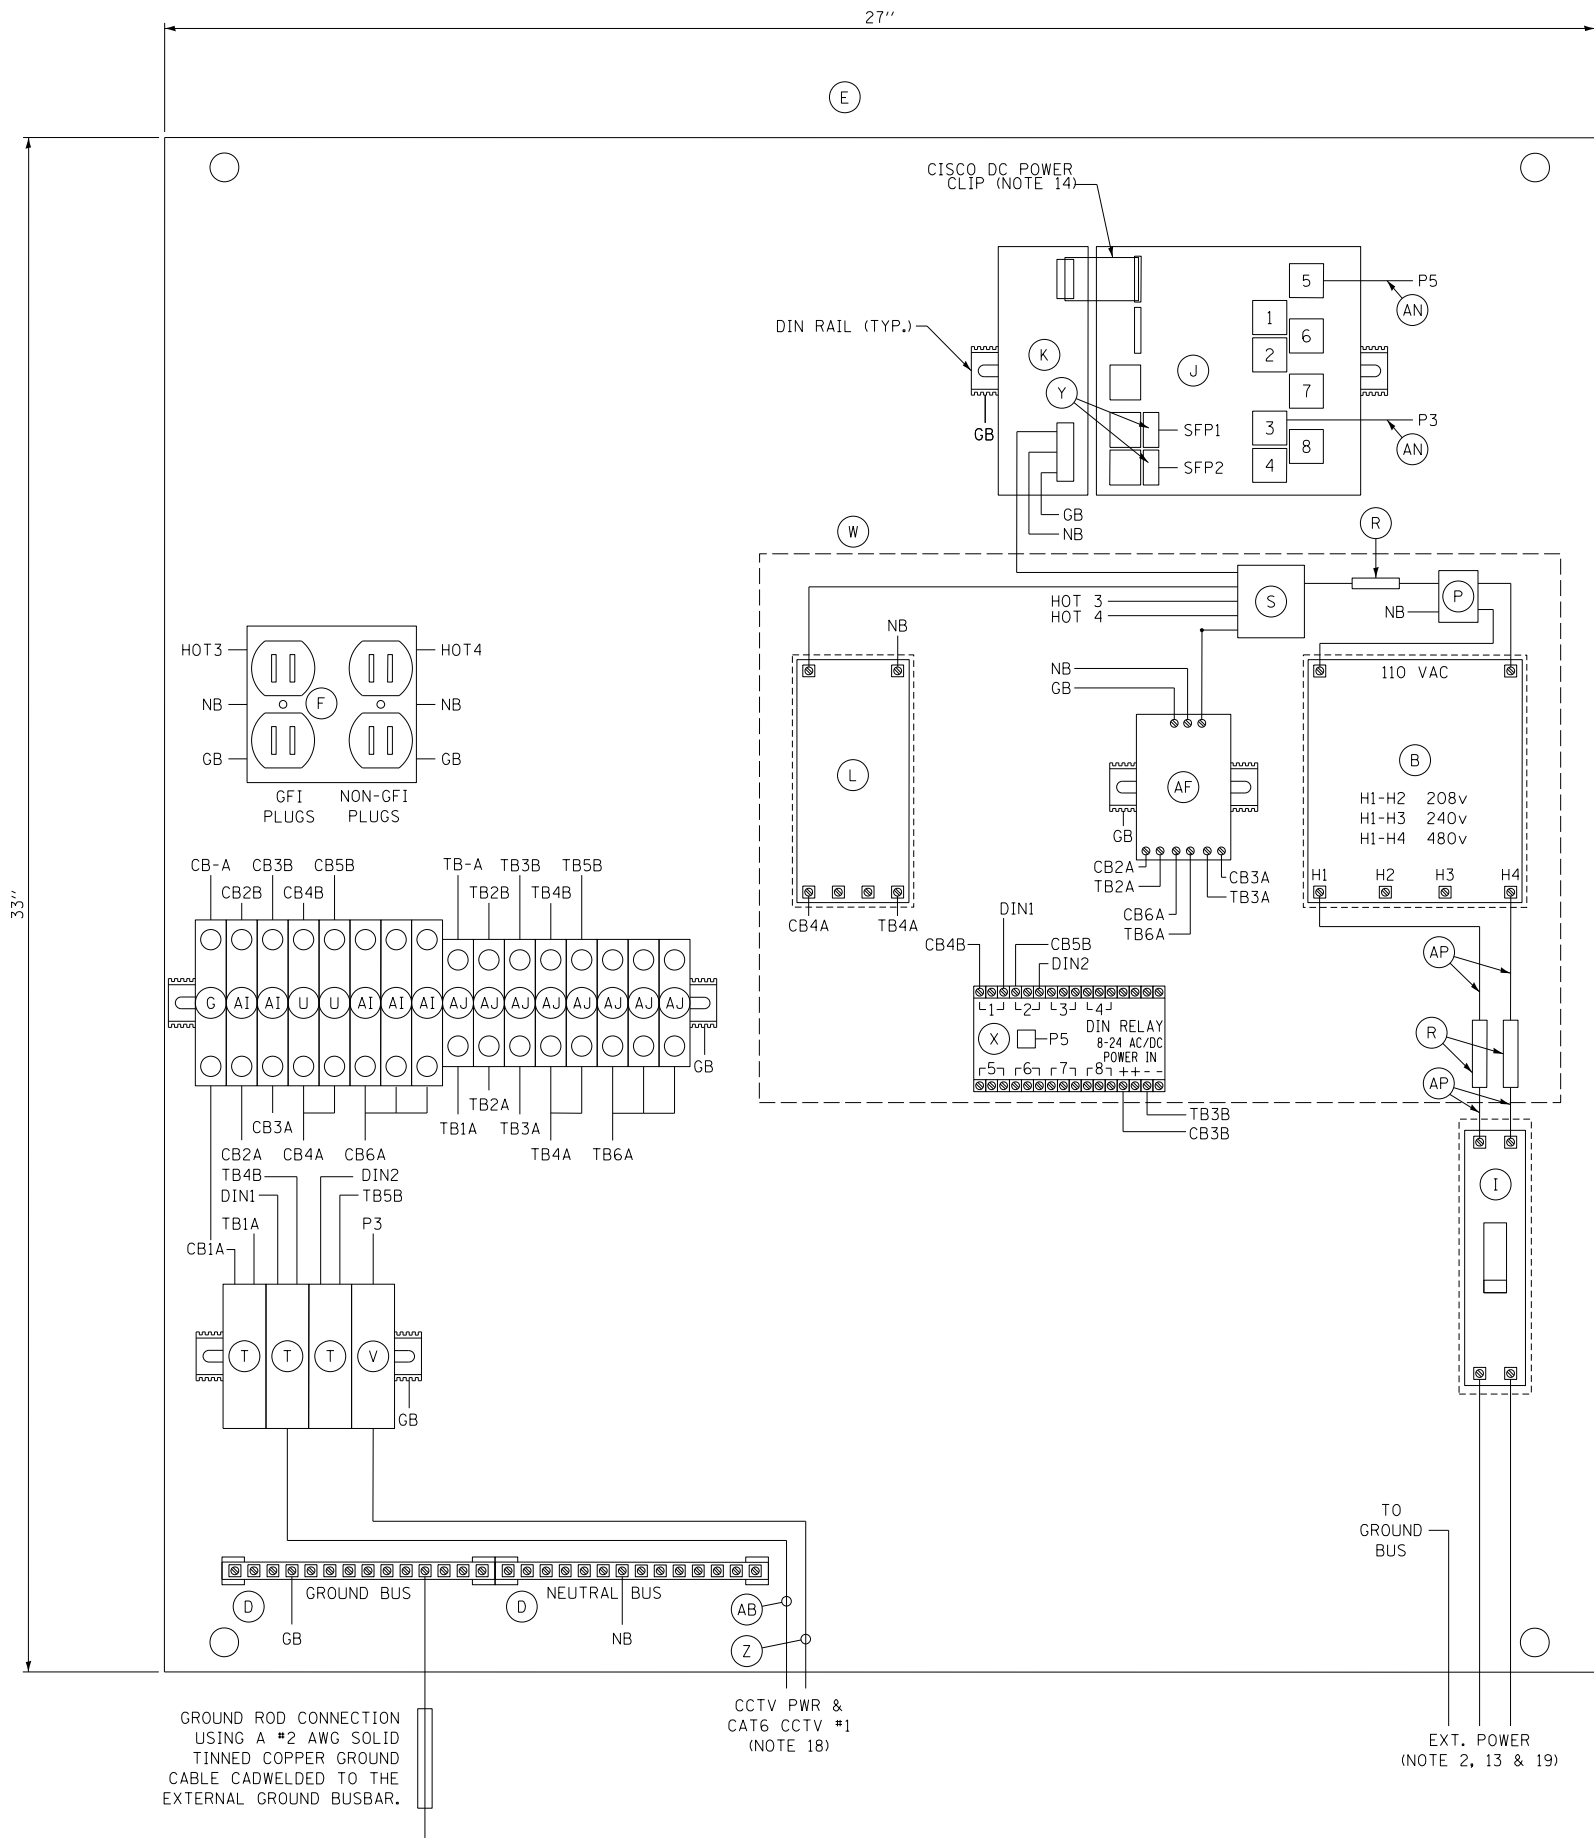 27''
E
CISCO DC POWER
CLIP (NOTE 14)
5
P5
AN
1
DIN RAIL (TYP.)
6
K
2
J
Y
7
GB
SFP1
3
P3
AN
8
SFP2
4
GB
NB
W
R
HOT 3
HOT 4
S
NB
P
NB
HOT3
HOT4
NB
GB
110 VAC
NB
F
NB
GB
GB
L
AF
B
GFI
PLUGS
NON-GFI
PLUGS
H1-H2 208v
H1-H3 240v
H1-H4 480v
GB
CB-A
CB3B
CB5B
TB-A
TB3B
TB5B
CB2A
CB3A
CB2B
CB4B
TB2B
TB4B
TB2A
TB3A
H1
H2
H3
H4
33''
CB4A
TB4A
CB6A
TB6A
DIN1
CB4B
CB5B
DIN2
AP
G
AI
AI
U
U
AI
AI
AI
AJ
AJ
AJ
AJ
AJ
AJ
AJ
AJ
1
2
3
4
DIN RELAY
8-24 AC/DC
POWER IN
X
P5
R
5
6
7
8
++
--
GB
AP
TB3B
CB3B
CB3A
TB2A
TB1A
TB3A
CB2A
CB4A
CB6A
TB4A
TB6A
TB4B
DIN2
DIN1
TB5B
TB1A
P3
CB1A
I
T
T
T
V
GB
TO
GROUND
BUS
GROUND BUS
NEUTRAL BUS
D
D
AB
GB
NB
Z
GROUND ROD CONNECTION
USING A #2 AWG SOLID
TINNED COPPER GROUND
CABLE CADWELDED TO THE
EXTERNAL GROUND BUSBAR.
CCTV PWR &
CAT6 CCTV #1
(NOTE 18)
EXT. POWER
(NOTE 2, 13 & 19)